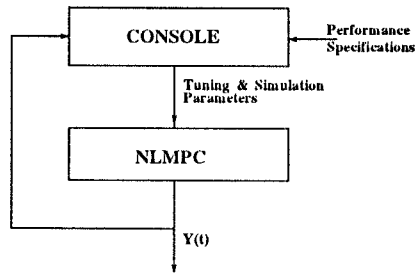 CONSOLE
Performance
Specifications
Tuning & Simulation
Parameters
NLMPC
Y(t)